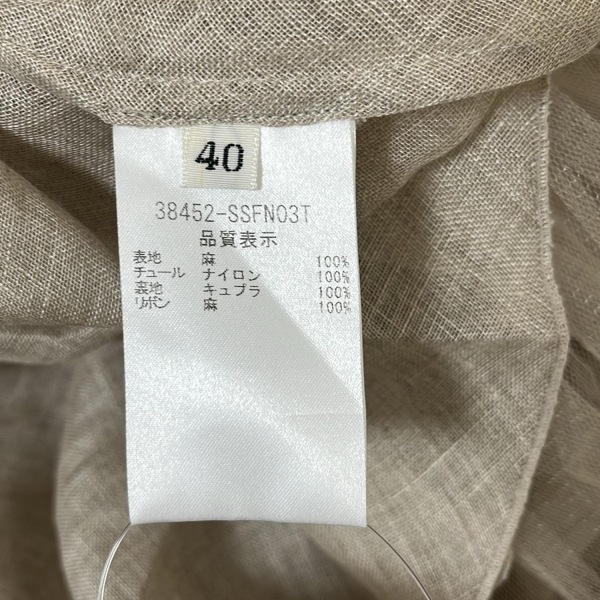 40
38452-SSFN03T
品質表示
表地 麻 100%
チュール ナイロン 100%
裏地 キュプラ 100%
リボン 麻 100%